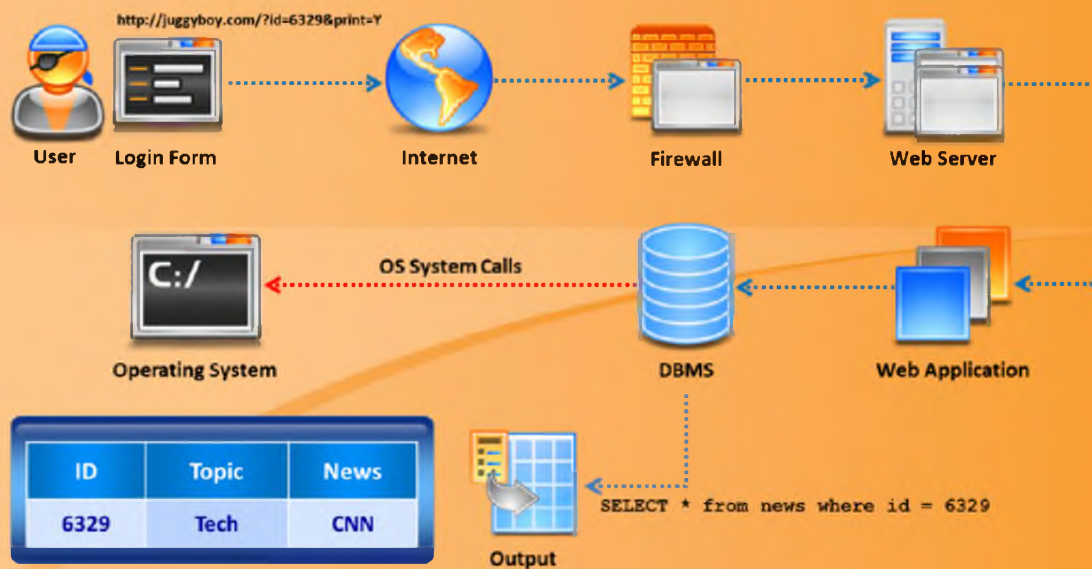 http://juggyboy.com/?id=6329&print=Y
User
Login Form
Internet
Firewall
Web Server
C:/
OS System Calls
Operating System
DBMS
Web Application
ID Topic News
6329 Tech CNN
SELECT * from news where id = 6329
Output